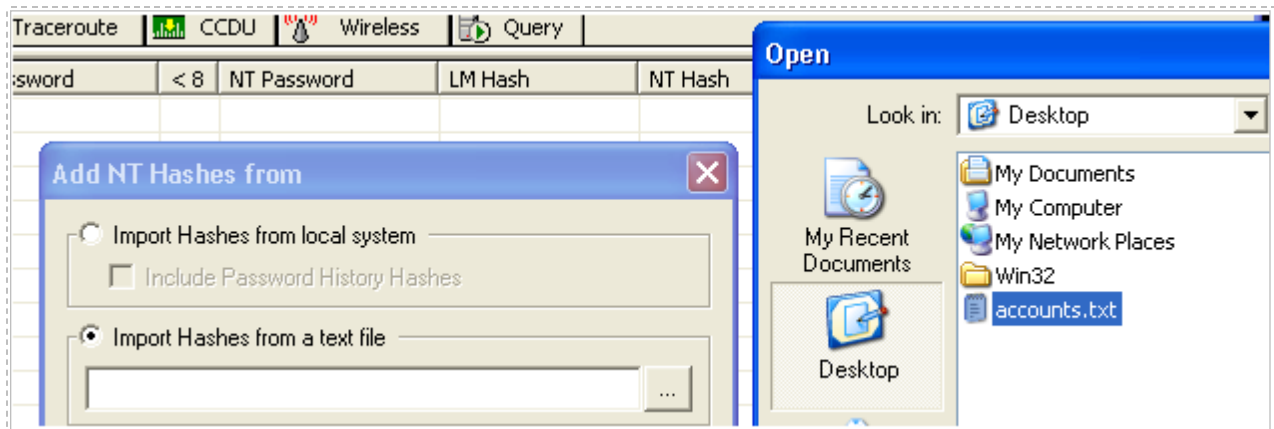 Traceroute CCDU Wireless Query
ssword < 8 NT Password LM Hash NT Hash
Add NT Hashes from
Import Hashes from local system
Include Password History Hashes
Import Hashes from a text file
...
Open
Look in: Desktop
My Recent
Documents
Desktop
My Documents
My Computer
My Network Places
Win32
accounts.txt